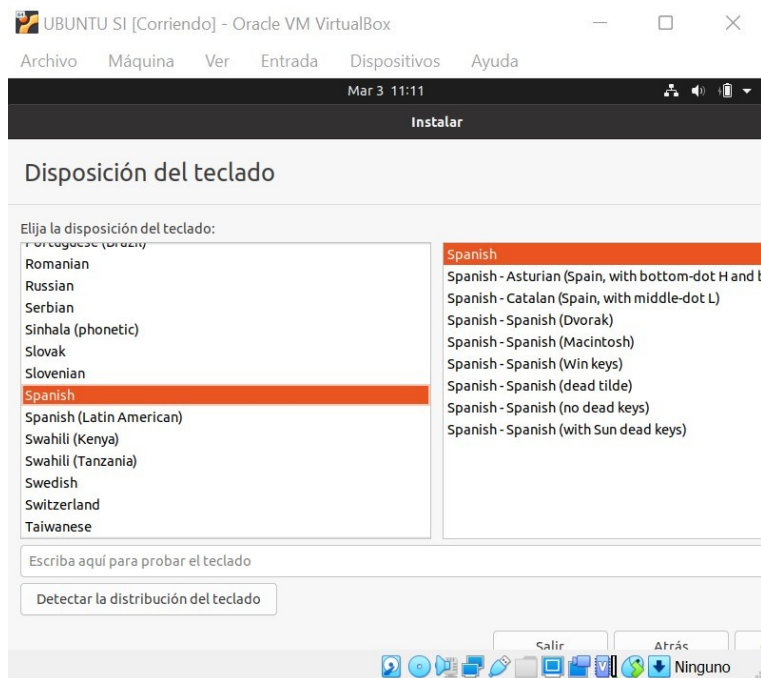 UBUNTU SI [Corriendo] - Oracle VM VirtualBox
Archivo Máquina Ver Entrada Dispositivos Ayuda
Mar 3 11:11
Instalar
Disposición del teclado
Elija la disposición del teclado:
Portuguese (Brazil)
Romanian
Russian
Serbian
Sinhala (phonetic)
Slovak
Slovenian
Spanish
Spanish (Latin American)
Swahili (Kenya)
Swahili (Tanzania)
Swedish
Switzerland
Taiwanese
Spanish
Spanish - Asturian (Spain, with bottom-dot H and
Spanish - Catalan (Spain, with middle-dot L)
Spanish - Spanish (Dvorak)
Spanish - Spanish (Macintosh)
Spanish - Spanish (Win keys)
Spanish - Spanish (dead tilde)
Spanish - Spanish (no dead keys)
Spanish - Spanish (with Sun dead keys)
Escriba aquí para probar el teclado
Detectar la distribución del teclado
Salir Atrás
Ninguno